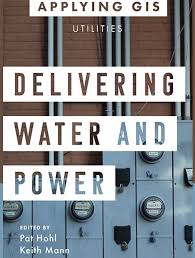 APPLYING GIS
UTILITIES
DELIVERING
WATER AND
POWER
EDITED BY
Pat Hohl
Keith Mann